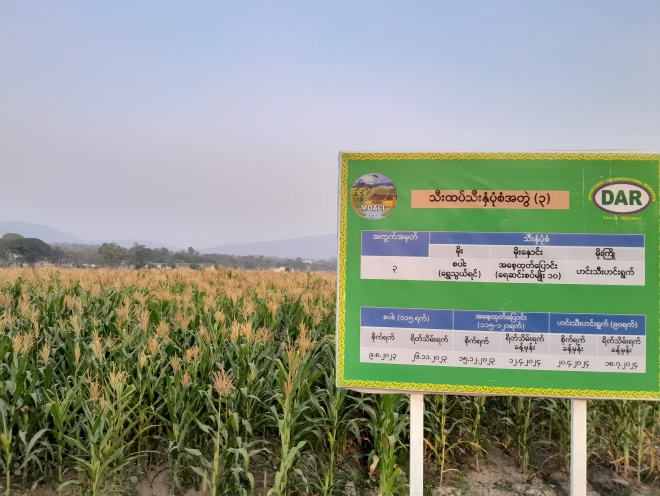 MOALI
သီးထပ်သီးနှံပုံစံအတွဲ (၃)
DAR
အကွက်အမှတ် သီးနှံပုံစံ
မိုး မိုးနှောင်း မိုးကြို
၃ စပါး အစေ့ထုတ်ပြောင်း ဟင်းသီးဟင်းရွက်
(ရွှေသွယ်ရင်) (ရေဆင်းစပ်မျိုး ၁၀)
စပါး (၁၁၅ ရက်) အစေ့ထုတ်ပြောင်း ဟင်းသီးဟင်းရွက် (၉၀ရက်)
(၁၁၅-၁၂၀ရက်)
စိုက်ရက် ရိတ်သိမ်းရက် စိုက်ရက် ရိတ်သိမ်းရက် စိုက်ရက် ရိတ်သိမ်းရက်
ခန့်မှန်း ခန့်မှန်း ခန့်မှန်း
၉.၈.၂၀၂၃ ၂၆.၁၁.၂၀၂၃ ၁၅.၁၂.၂၀၂၃ ၁၂.၄.၂၀၂၄ ၂၀.၄.၂၀၂၄ ၁၈.၇.၂၀၂၄